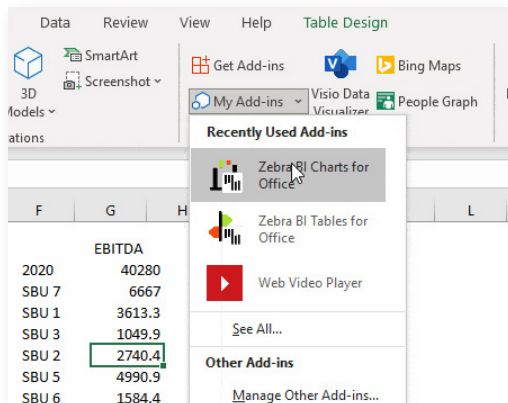 Data Review View Help Table Design
SmartArt
Get Add-ins
Bing Maps
Screenshot
3D
Models
My Add-ins
Visio Data
Visualizer
People Graph
Recently Used Add-ins
Zebra BI Charts for
Office
F G H L
Zebra BI Tables for
Office
EBITDA
2020 40280
SBU 7 6667
Web Video Player
SBU 1 3613.3
SBU 3 1049.9
See All...
SBU 2 2740.4
Other Add-ins
SBU 5 4990.9
SBU 6 1584.4
Manage Other Add-ins...